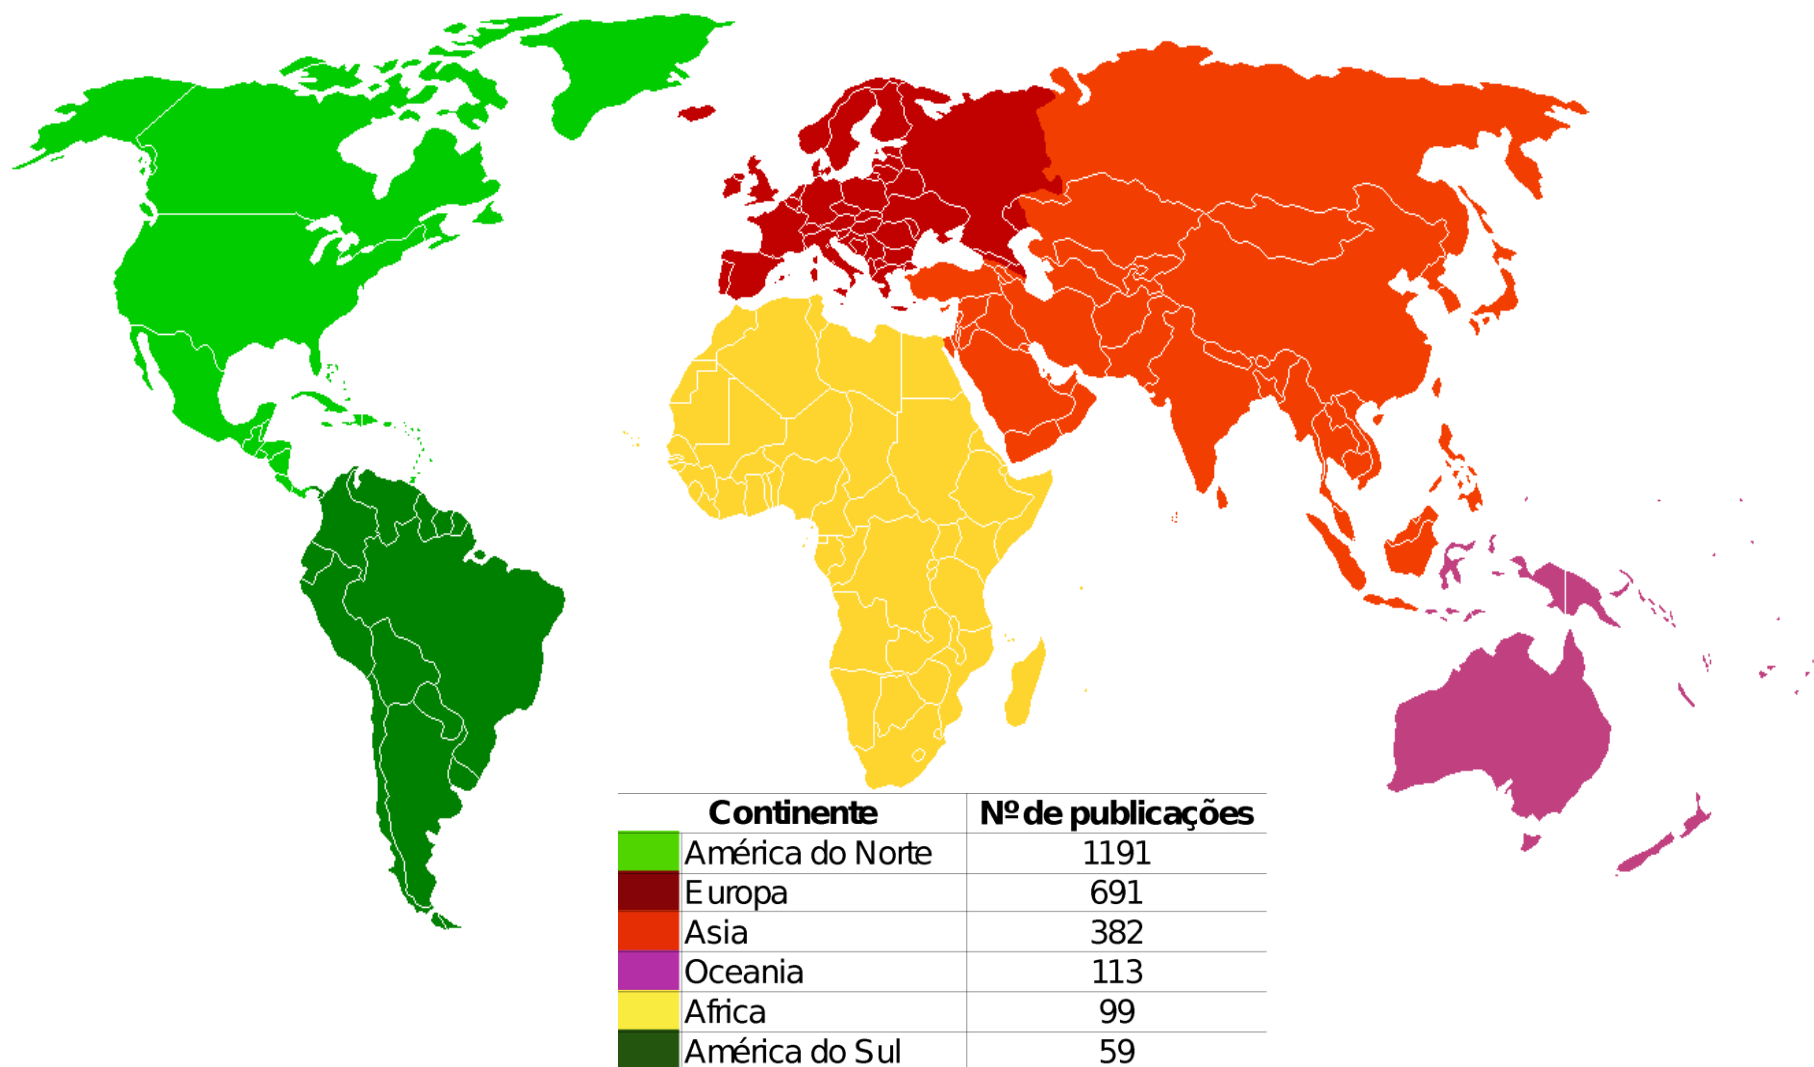 Continente Nº de publicações
América do Norte 1191
Europa 691
Asia 382
Oceania 113
Africa 99
América do Sul 59